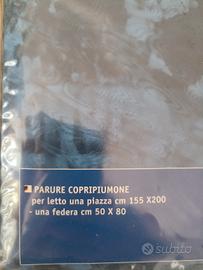 PARURE COPRIPIUMONE
per letto una piazza cm 155 X200
- una federa cm 50 X 80
subito